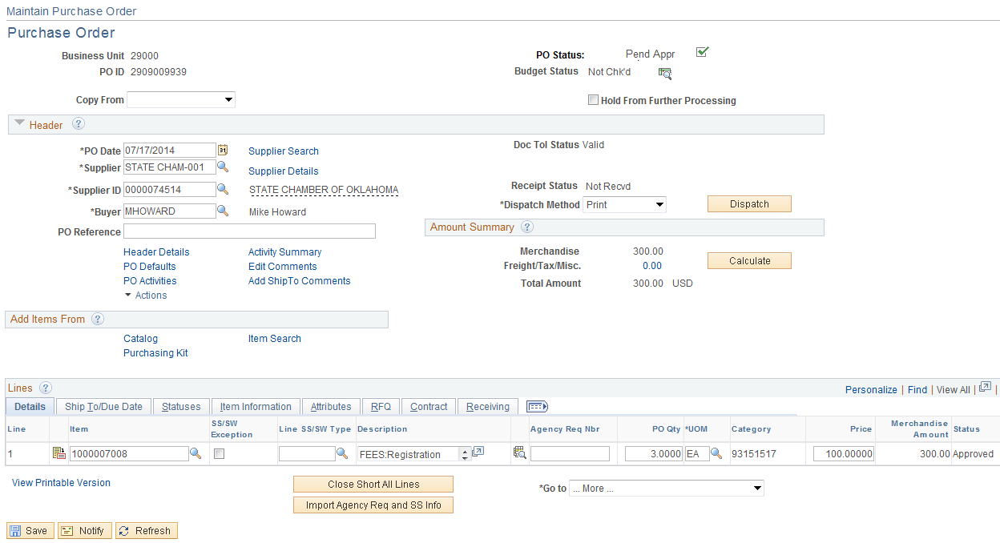 Maintain Purchase Order
Purchase Order
Business Unit 29000
PO ID 2909009939
PO Status: Pend Appr
Budget Status Not Chk'd
Copy From
Hold From Further Processing
Header ?
*PO Date 07/17/2014 31 Supplier Search
Doc Tol Status Valid
*Supplier STATE CHAM-001 Supplier Details
*Supplier ID 0000074514 STATE CHAMBER OF OKLAHOMA
Receipt Status Not Recvd
*Buyer MHOWARD Mike Howard
*Dispatch Method Print Dispatch
PO Reference
Amount Summary ?
Header Details Activity Summary
PO Defaults Edit Comments
PO Activities Add ShipTo Comments
Actions
Merchandise 300.00
Freight/Tax/Misc. 0.00 Calculate
Total Amount 300.00 USD
Add Items From ?
Catalog Item Search
Purchasing Kit
Lines ? Personalize | Find | View All | |
Details Ship To/Due Date Statuses Item Information Attributes RFQ Contract Receiving
Line Item SS/SW Exception Line SS/SW Type Description Agency Req Nbr PO Qty *UOM Category Price Merchandise Amount Status
1 1000007008 FEES:Registration 3.0000 EA 93151517 100.00000 300.00 Approved
View Printable Version
Close Short All Lines
*Go to ... More ...
Import Agency Req and SS Info
Save Notify Refresh